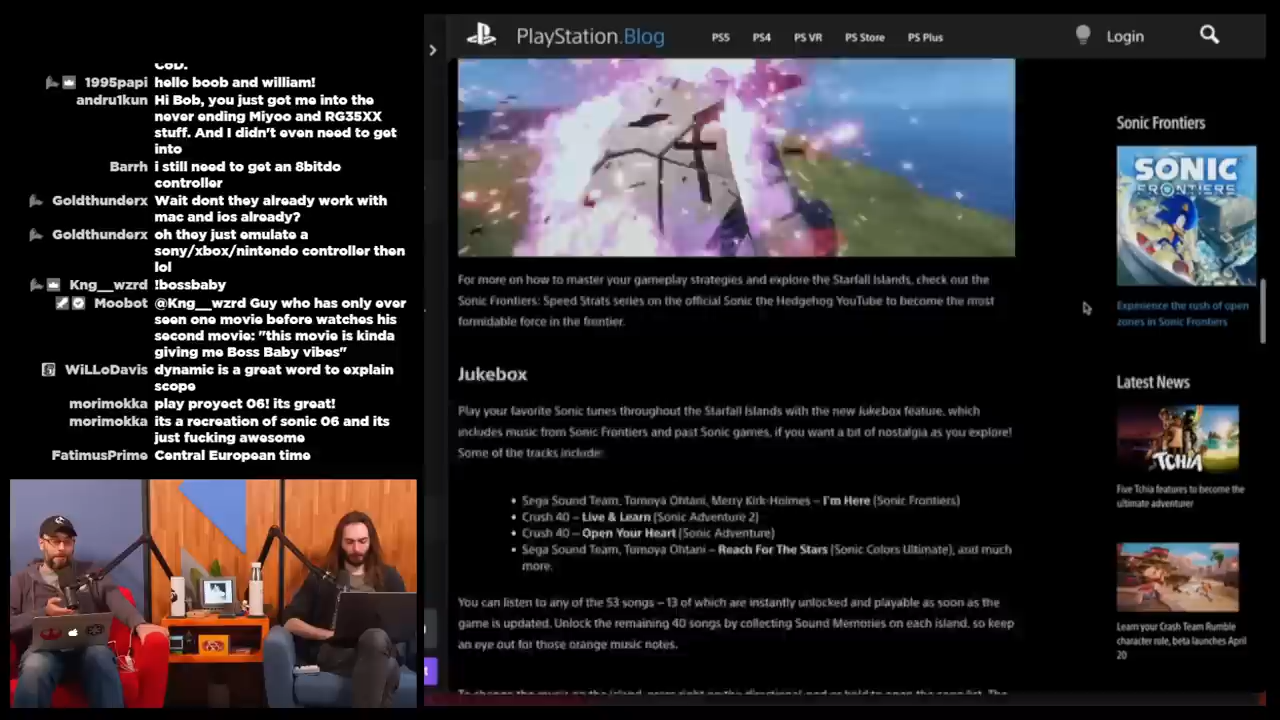 COD.
1995papi hello boob and william!
andru1kun Hi Bob, you just got me into the
never ending Miyoo and RG35XX
stuff. And I didn't even need to get
into
Barrh i still need to get an 8bitdo
controller
Goldthunderx Wait dont they already work with
mac and ios already?
Goldthunderx oh they just emulate a
sony/xbox/nintendo controller then
lol
Kng__wzrd !bossbaby
Moobot @Kng__wzrd Guy who has only ever
seen one movie before watches his
second movie: "this movie is kinda
giving me Boss Baby vibes"
WiLLoDavis dynamic is a great word to explain
scope
morimokka play proyect 06! its great!
morimokka its a recreation of sonic 06 and its
just fucking awesome
FatimusPrime Central European time
PlayStation.Blog
PS5 PS4 PS VR PS Store PS Plus
Login
For more on how to master your gameplay strategies and explore the Starfall Islands, check out the
Sonic Frontiers: Speed Strats series on the official Sonic the Hedgehog YouTube to become the most
formidable force in the frontier.
Jukebox
Play your favorite Sonic tunes throughout the Starfall Islands with the new Jukebox feature, which
includes music from Sonic Frontiers and past Sonic games, if you want a bit of nostalgia as you explore!
Some of the tracks include:
• Sega Sound Team, Tomoya Ohtani, Merry Kirk-Holmes – I'm Here (Sonic Frontiers)
• Crush 40 – Live & Learn (Sonic Adventure 2)
• Crush 40 – Open Your Heart (Sonic Adventure)
• Sega Sound Team, Tomoya Ohtani – Reach For The Stars (Sonic Colors Ultimate), and much
more.
You can listen to any of the 53 songs – 13 of which are instantly unlocked and playable as soon as the
game is updated. Unlock the remaining 40 songs by collecting Sound Memories on each island, so keep
an eye out for those orange music notes.
Sonic Frontiers
SONIC
FRONTIERS
Experience the rush of open
zones in Sonic Frontiers
Latest News
TCHIA
Five Tchia features to become the
ultimate adventurer
Learn your Crash Team Rumble
character role, beta launches April
20